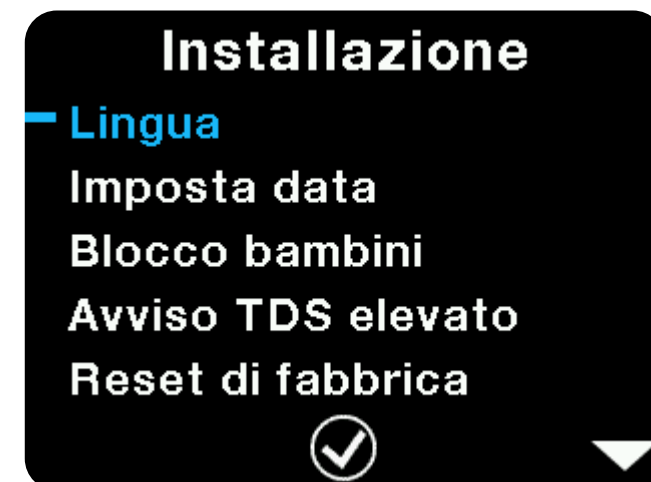 Installazione
Lingua
Imposta data
Blocco bambini
Avviso TDS elevato
Reset di fabbrica